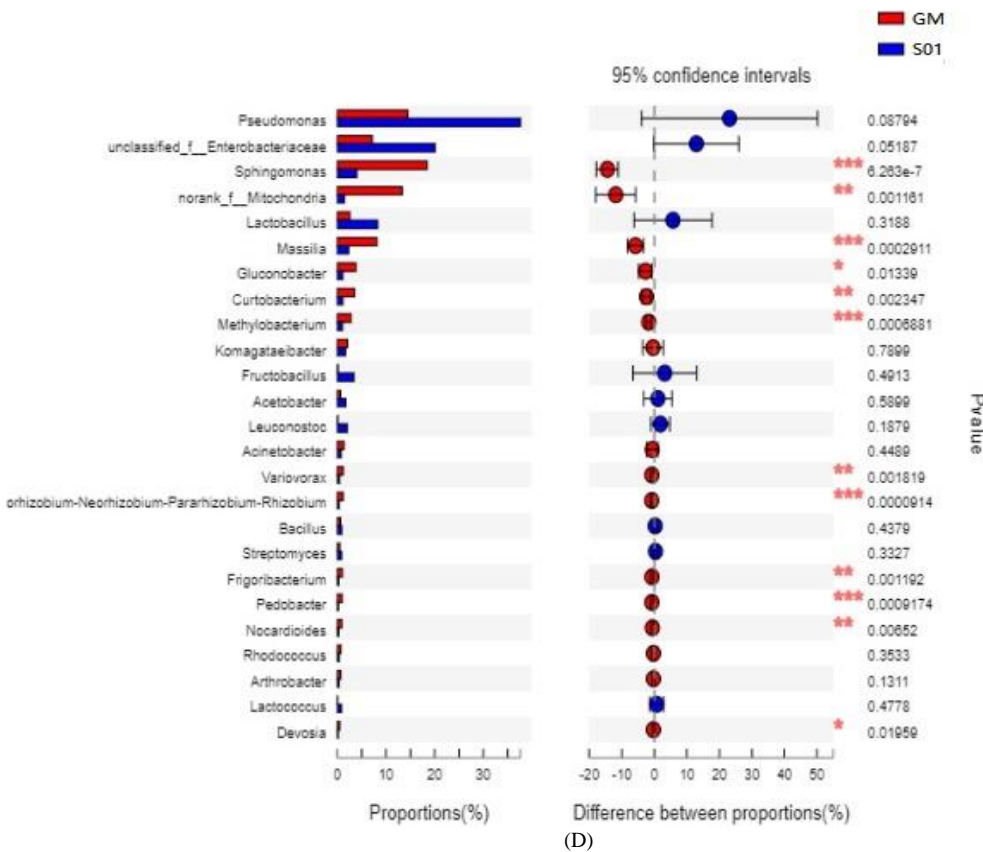 GM
S01
95% confidence intervals
Pseudomonas 0.08794
unclassified_f__Enterobacteriaceae 0.05187
Sphingomonas *** 6.263e-7
norank_f__Mitochondria ** 0.001161
Lactobacillus 0.3188
Massilia *** 0.0002911
Gluconobacter * 0.01339
Curtobacterium ** 0.002347
Methylobacterium *** 0.0006881
Komagataeibacter 0.7899
Fructobacillus 0.4913
Acetobacter 0.5899
Leuconostoc 0.1879
Acinetobacter 0.4489
Variovorax ** 0.001819
orhizobium-Neorhizobium-Pararhizobium-Rhizobium *** 0.0000914
Bacillus 0.4379
Streptomyces 0.3327
Frigoribacterium ** 0.001192
Pedobacter *** 0.0009174
Nocardioides ** 0.00652
Rhodococcus 0.3533
Arthrobacter 0.1311
Lactococcus 0.4778
Devosia * 0.01959
Pvalue
0 10 20 30 -20 -10 0 10 20 30 40 50
Proportions(%) Difference between proportions(%)
(D)